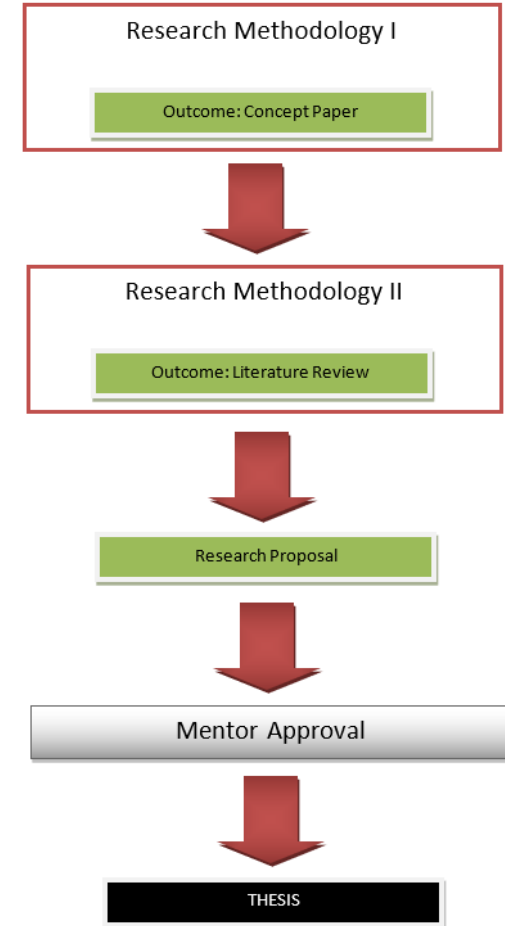 Research Methodology I
Outcome: Concept Paper
Research Methodology II
Outcome: Literature Review
Research Proposal
Mentor Approval
THESIS